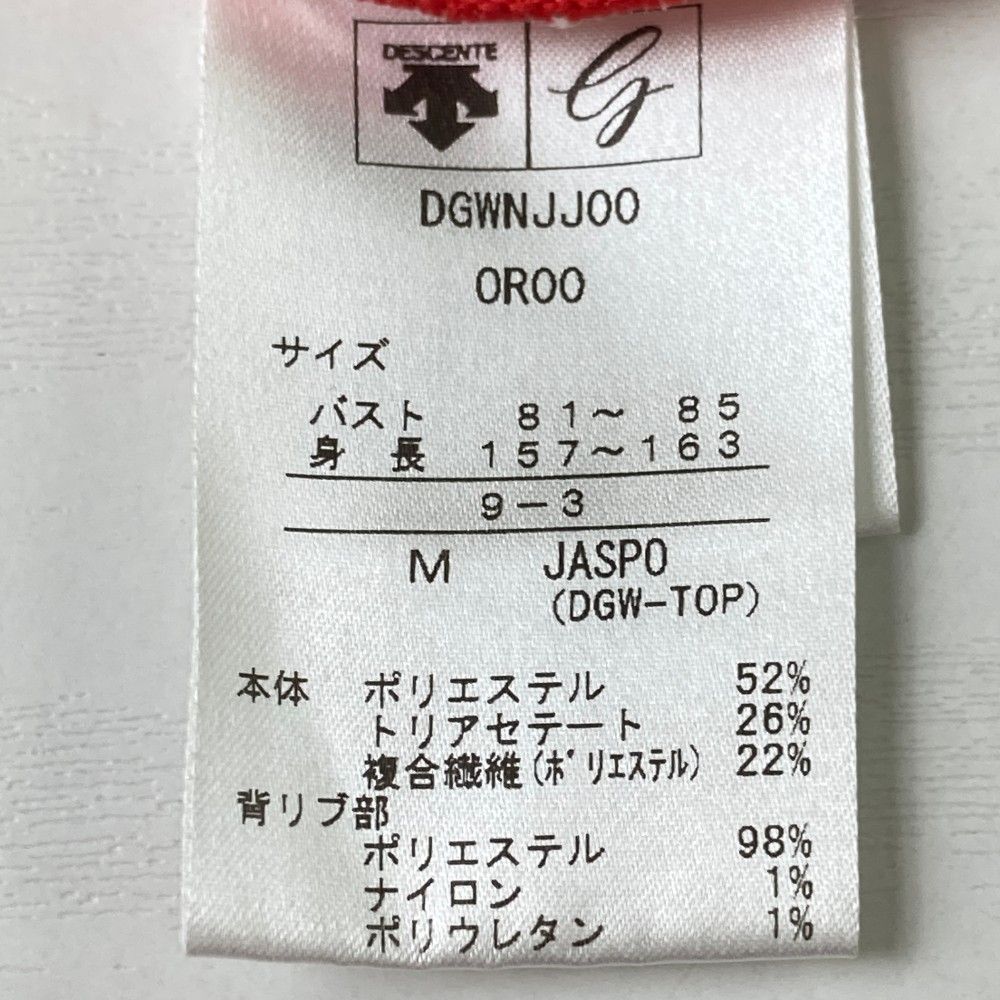 DESCENTE
G
DGWNJJ00
OR00
サイズ
バスト 81～ 85
身 長 157～163
9－3
M JASPO
(DGW-TOP)
本体 ポリエステル 52%
トリアセテート 26%
複合繊維(ﾎﾟﾘｴｽﾃﾙ) 22%
背リブ部
ポリエステル 98%
ナイロン 1%
ポリウレタン 1%